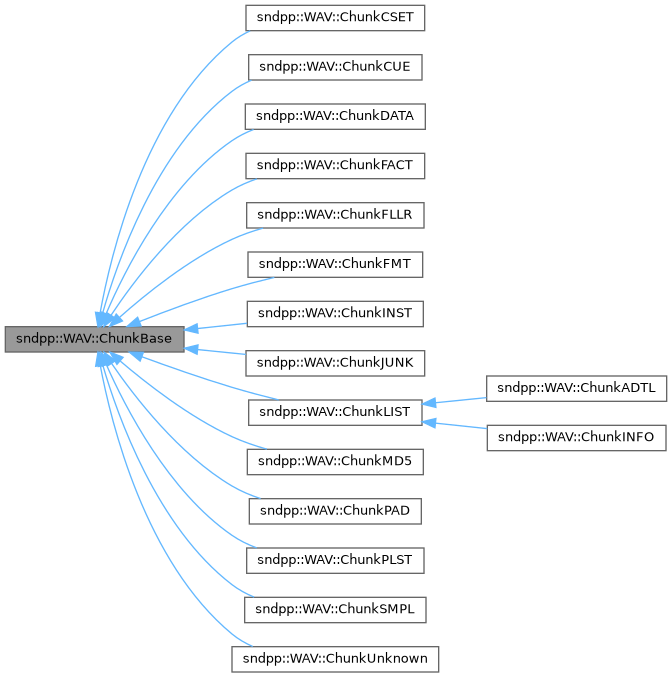 sndpp::WAV::ChunkCSET
sndpp::WAV::ChunkCUE
sndpp::WAV::ChunkDATA
sndpp::WAV::ChunkFACT
sndpp::WAV::ChunkFLLR
sndpp::WAV::ChunkFMT
sndpp::WAV::ChunkINST
sndpp::WAV::ChunkBase
sndpp::WAV::ChunkJUNK
sndpp::WAV::ChunkADTL
sndpp::WAV::ChunkLIST
sndpp::WAV::ChunkINFO
sndpp::WAV::ChunkMD5
sndpp::WAV::ChunkPAD
sndpp::WAV::ChunkPLST
sndpp::WAV::ChunkSMPL
sndpp::WAV::ChunkUnknown